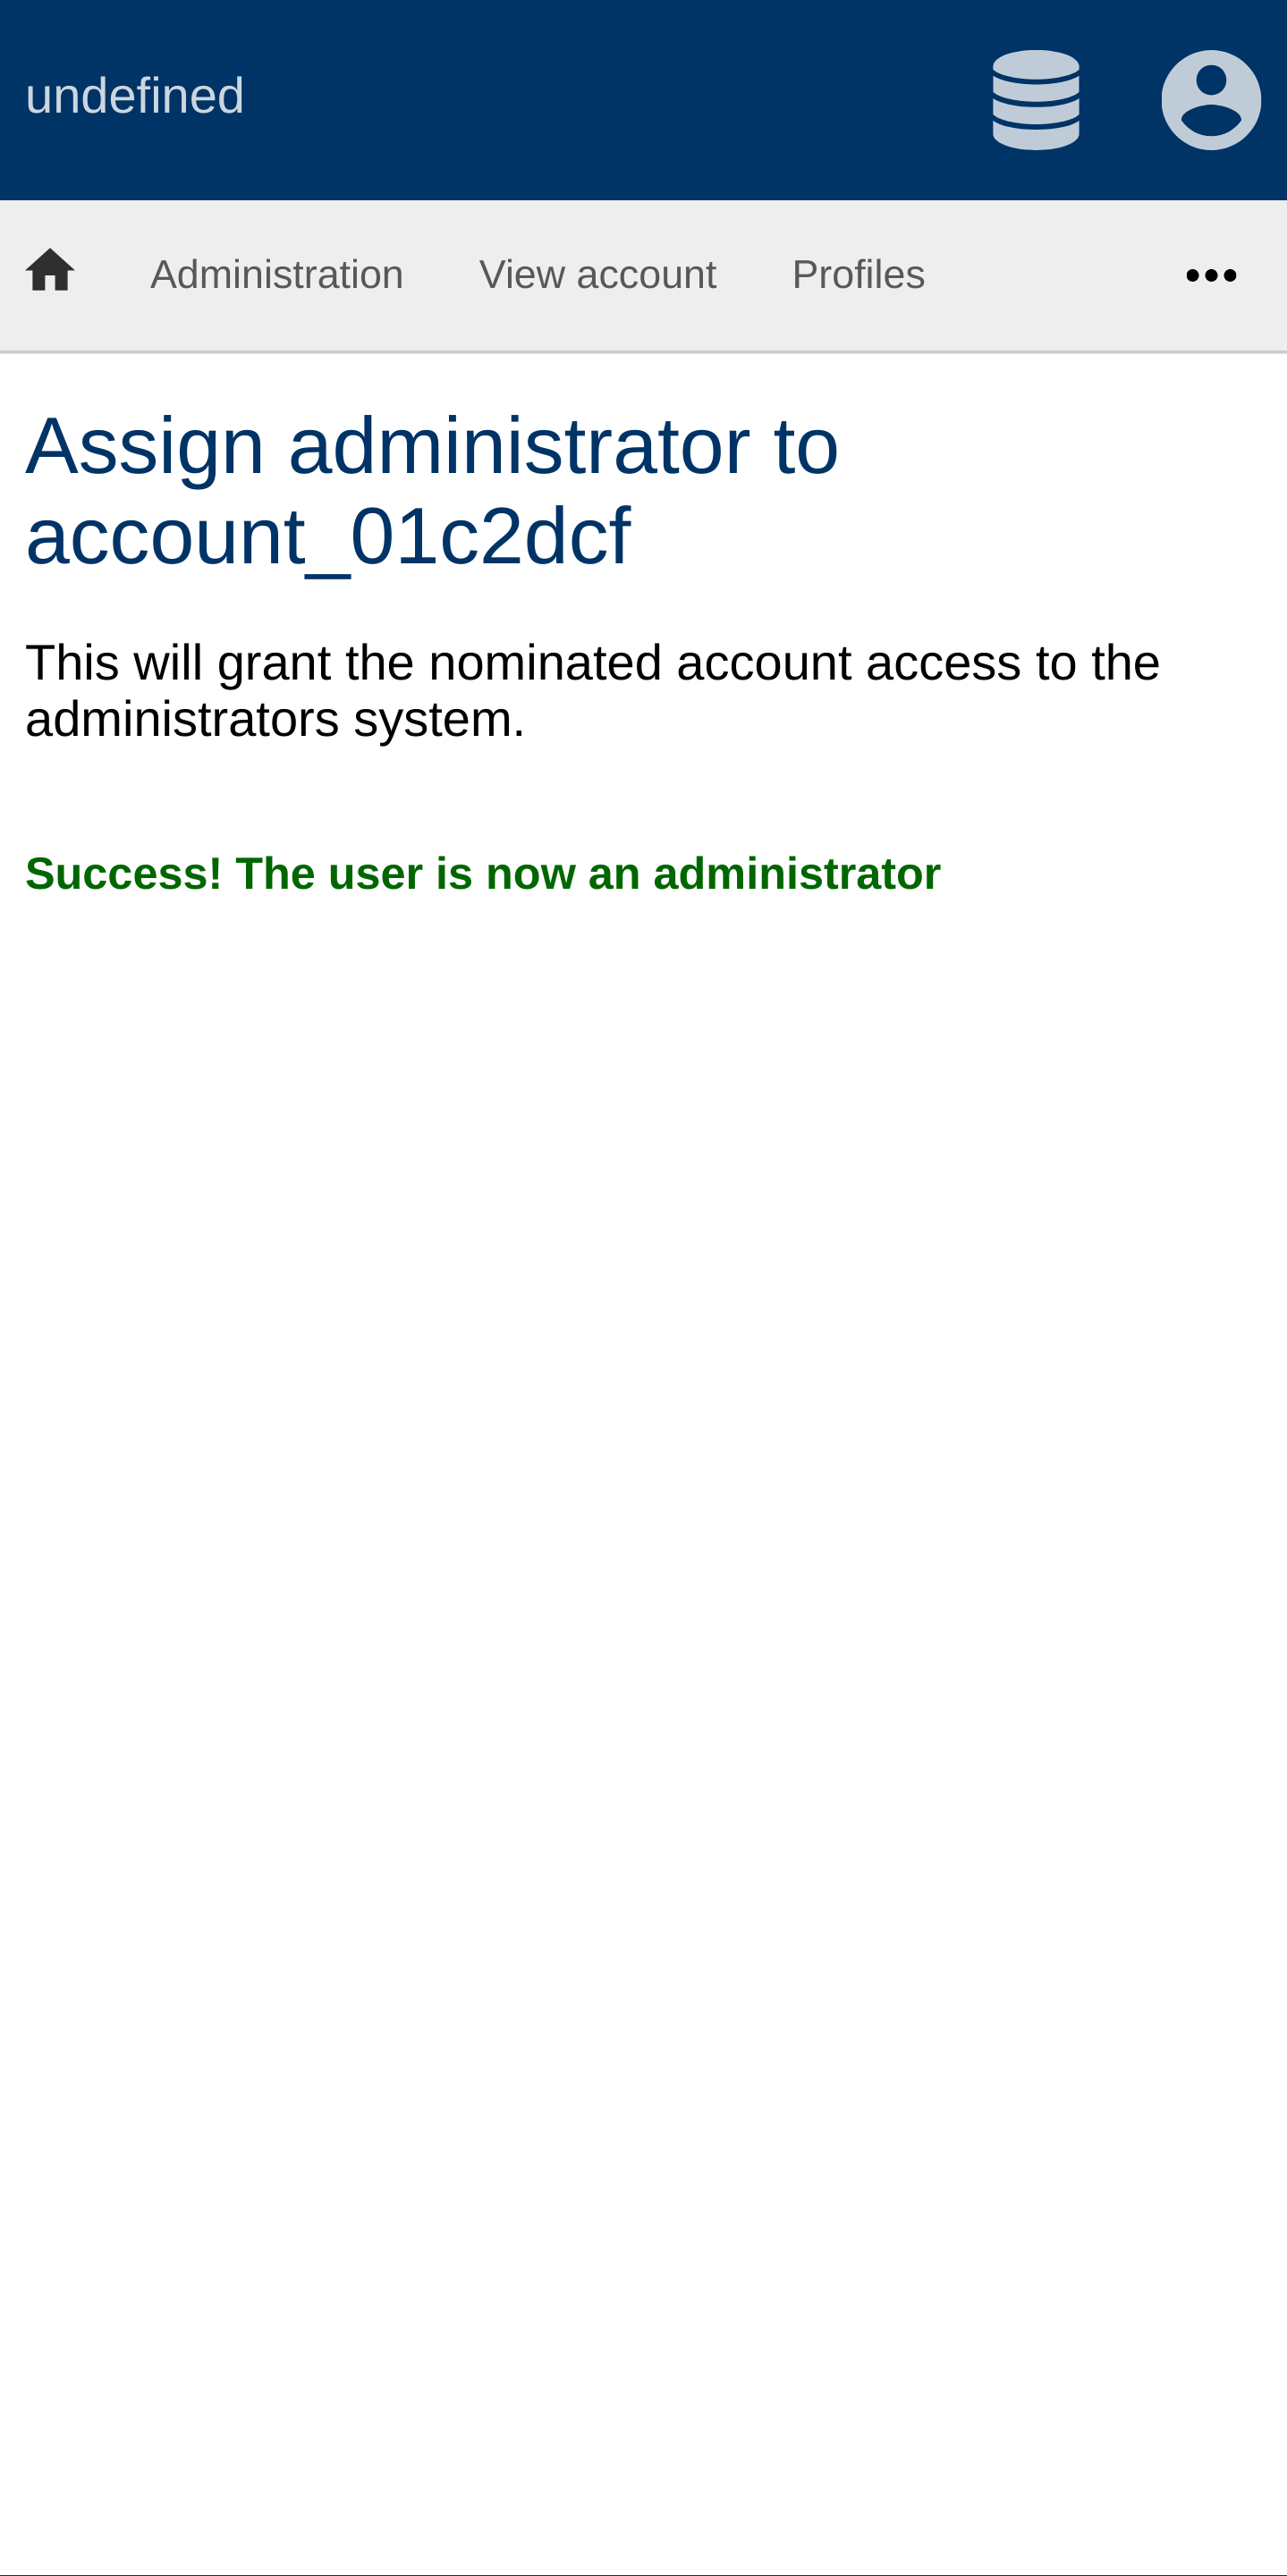 undefined
Administration View account Profiles
Assign administrator to
account_01c2dcf
This will grant the nominated account access to the
administrators system.
Success! The user is now an administrator